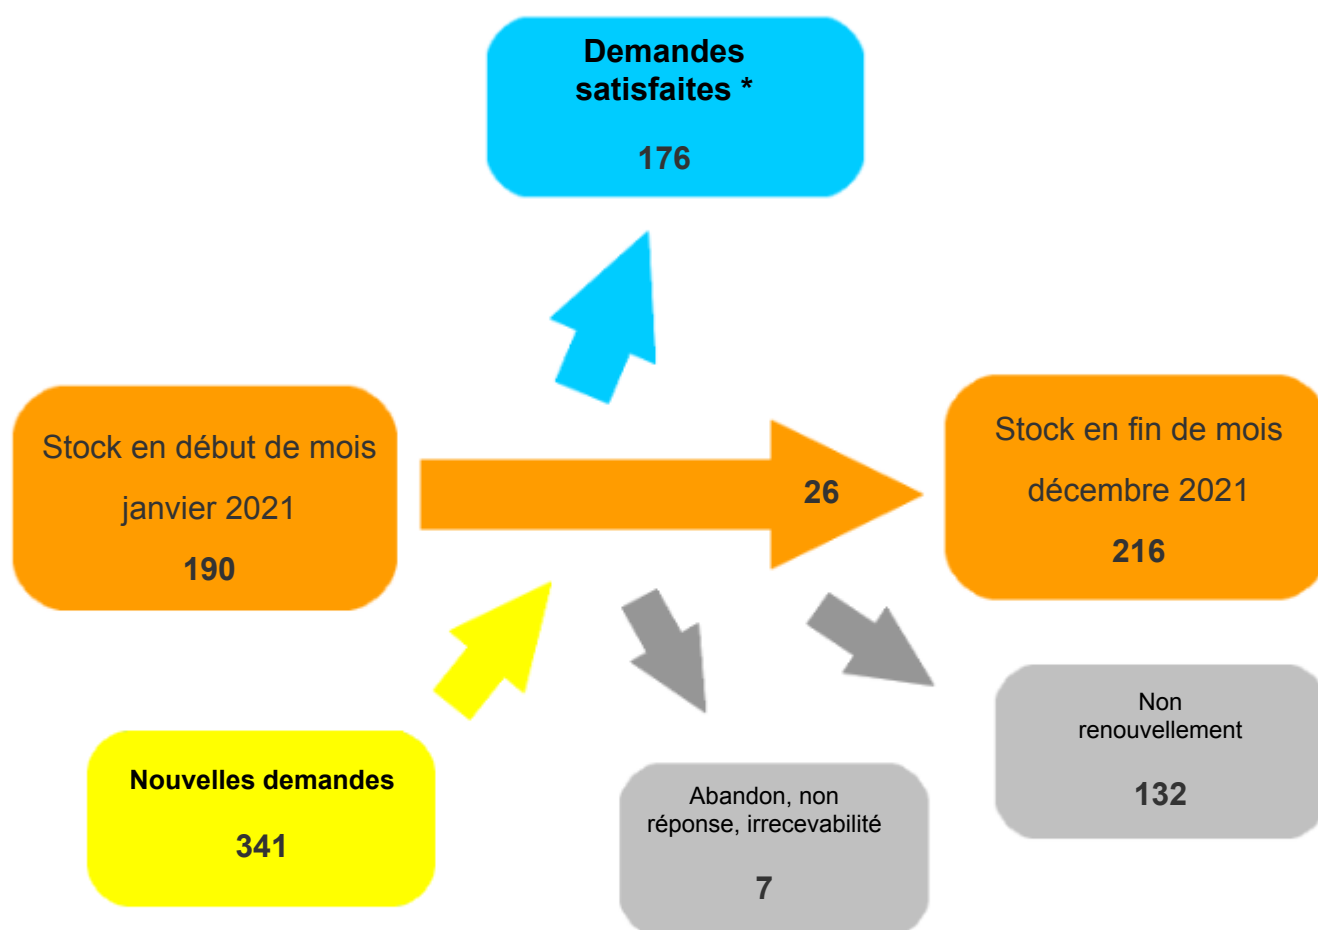 Demandes
satisfaites *
176
Stock en début de mois
janvier 2021
190
26
Stock en fin de mois
décembre 2021
216
Nouvelles demandes
341
Abandon, non
réponse, irrecevabilité
7
Non
renouvellement
132